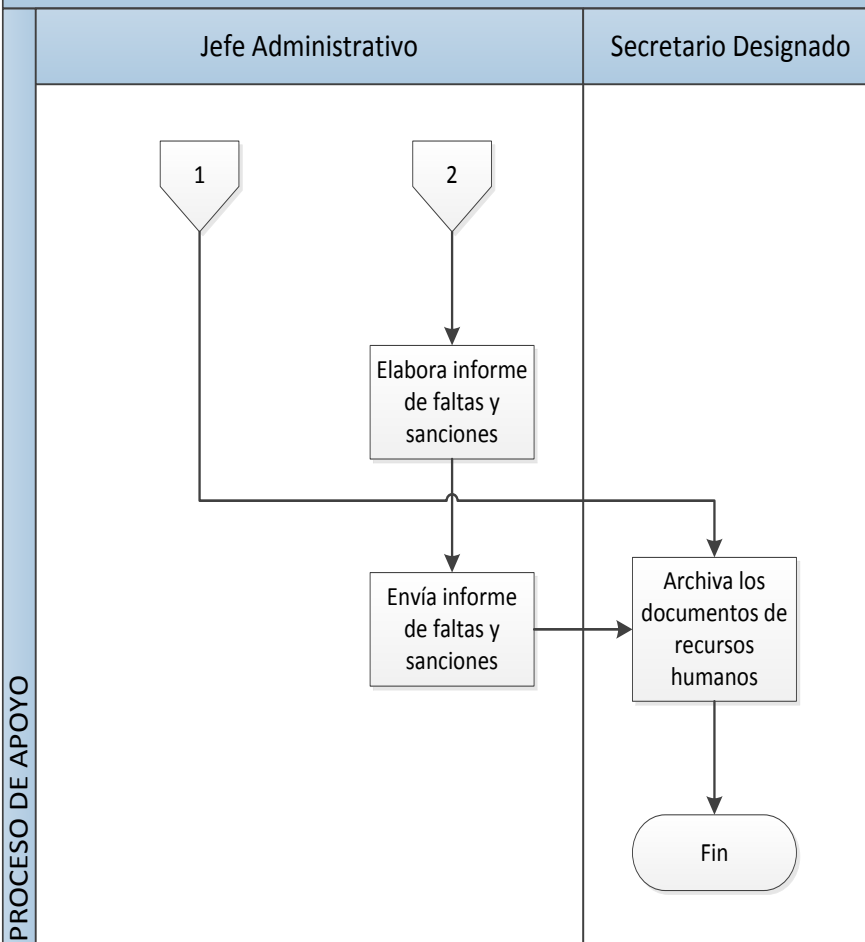 Jefe Administrativo
Secretario Designado
1
2
Elabora informe
de faltas y
sanciones
Envía informe
de faltas y
sanciones
Archiva los
documentos de
recursos
humanos
Fin
PROCESO DE APOYO